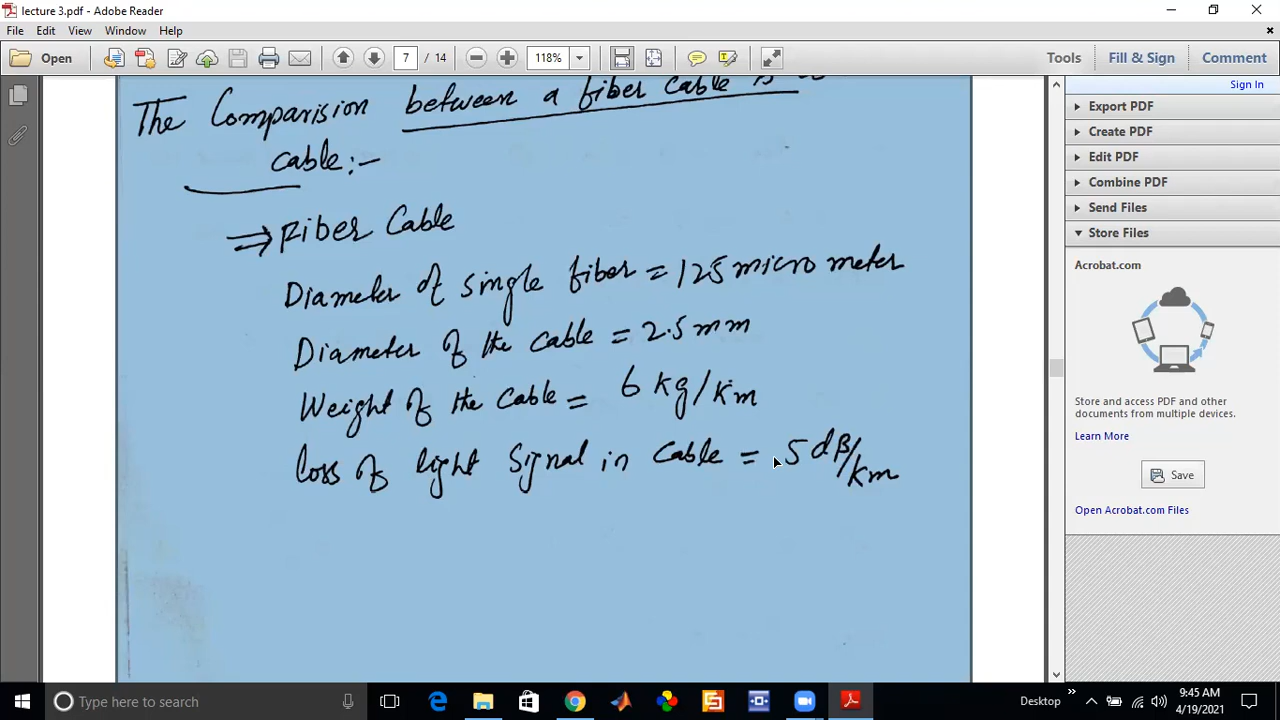 lecture 3.pdf - Adobe Reader
File Edit View Window Help
Open 7 / 14 118% Tools Fill & Sign Comment
Sign In
The Comparision between a fiber cable is
cable:-
⇒ Fiber Cable
Diameter of single fiber = 125 micro meter
Diameter of the cable = 2.5 mm
Weight of the cable = 6 kg/km
Loss of light Signal in Cable = .5 dB/km
Export PDF
Create PDF
Edit PDF
Combine PDF
Send Files
Store Files
Acrobat.com
Store and access PDF and other
documents from multiple devices.
Learn More
Save
Open Acrobat.com Files
Type here to search
Desktop
9:45 AM
4/19/2021